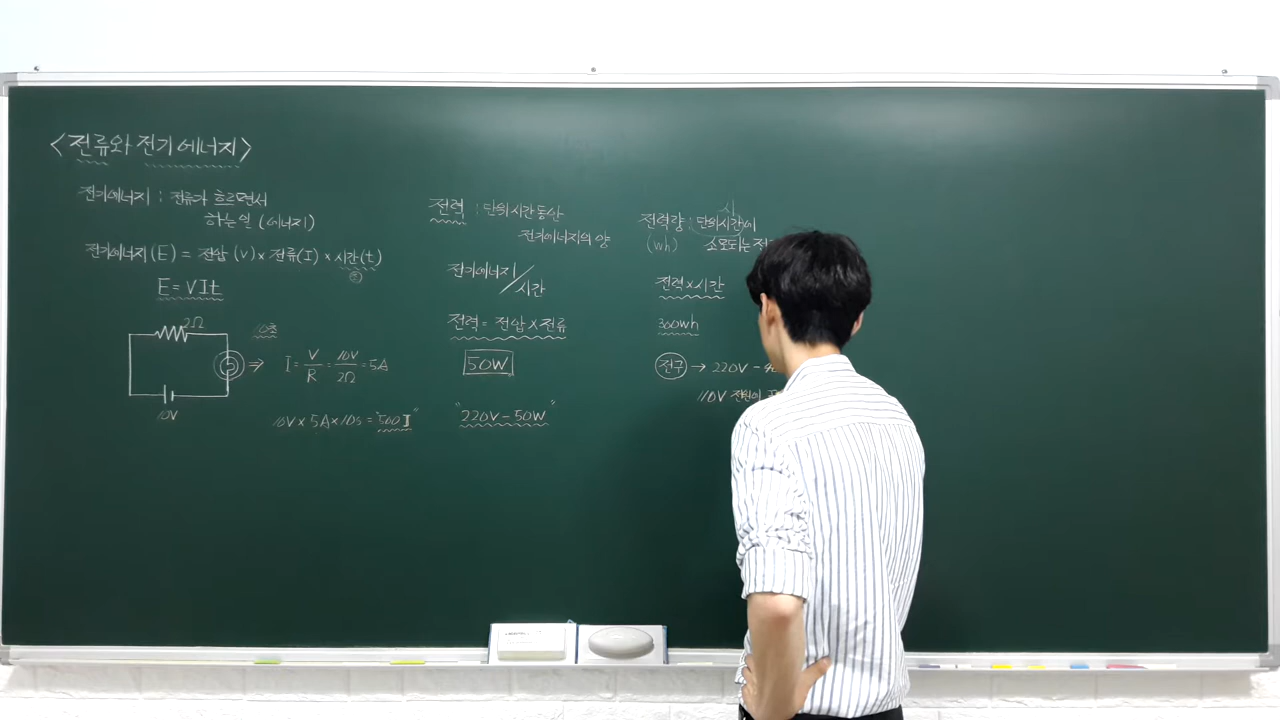 <전류와 전기에너지>
전기에너지 : 전류가 흐르면서
하는 일 (에너지)
전기에너지(E) = 전압 (V) × 전류(I) × 시간(t)
E = VIt
2Ω
10초
10V
⇒ I = V/R = 10V/2Ω = 5A
10V × 5A × 10s = "500J"
전력 : 단위시간동안
전기에너지의 양
전기에너지/시간
전력 = 전압 × 전류
50W
"220V - 50W"
시
전력량 : 단위시간에
(Wh) 소모되는
전력 × 시간
300Wh
전구 → 220V -
110V 전원에